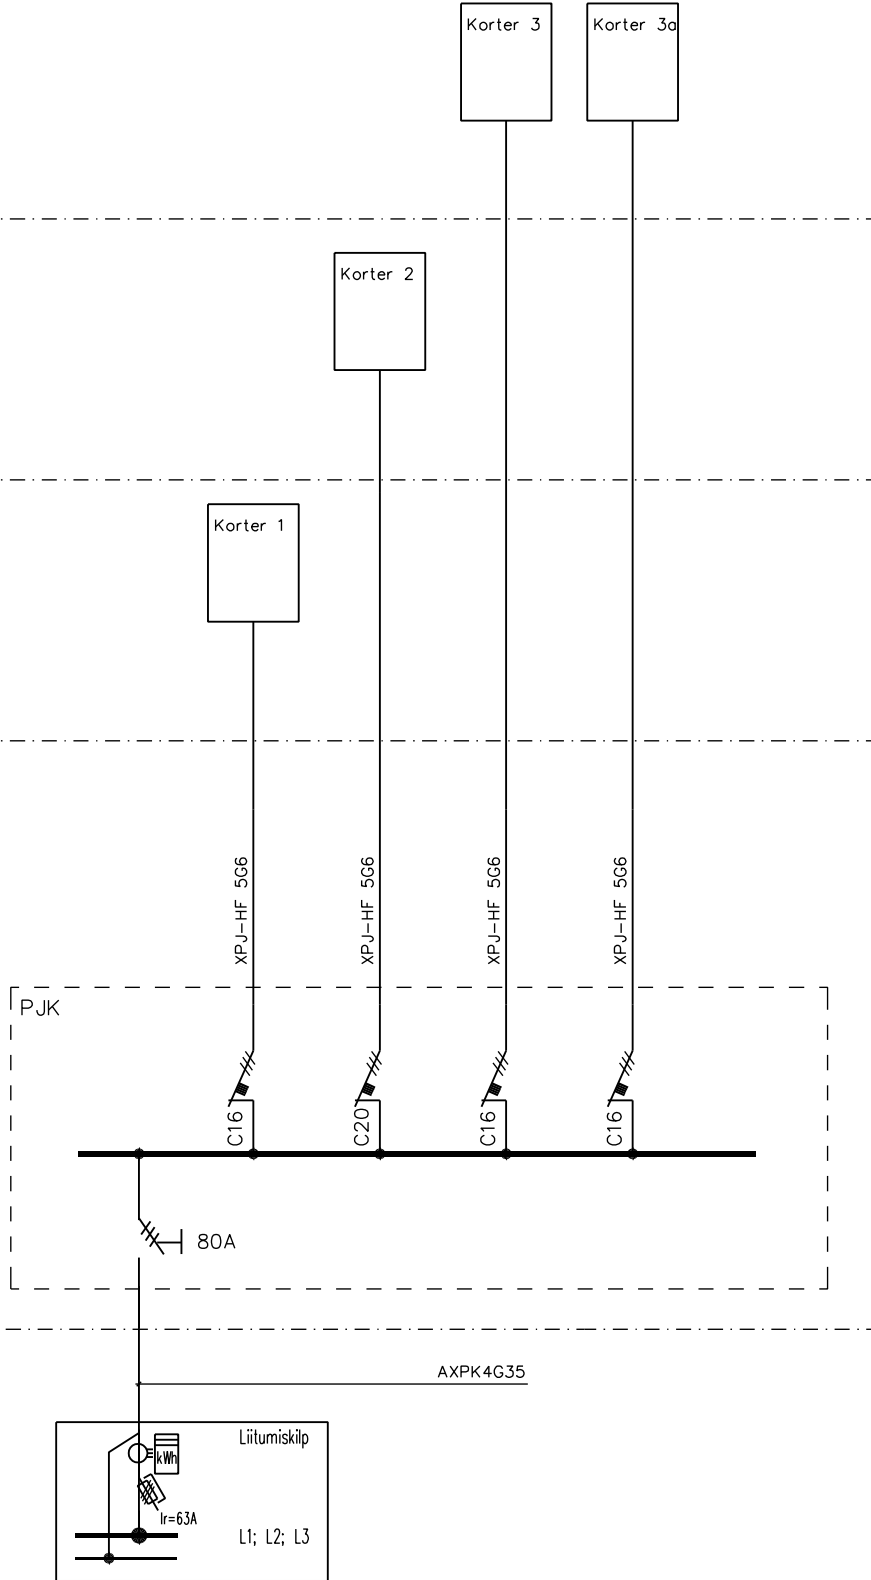 Korter 3
Korter 3a
Korter 2
Korter 1
XPJ-HF 5G6
XPJ-HF 5G6
XPJ-HF 5G6
XPJ-HF 5G6
PJK
C16
C20
C16
C16
80A
AXPK4G35
Liitumiskilp
kWh
Ir=63A
L1; L2; L3